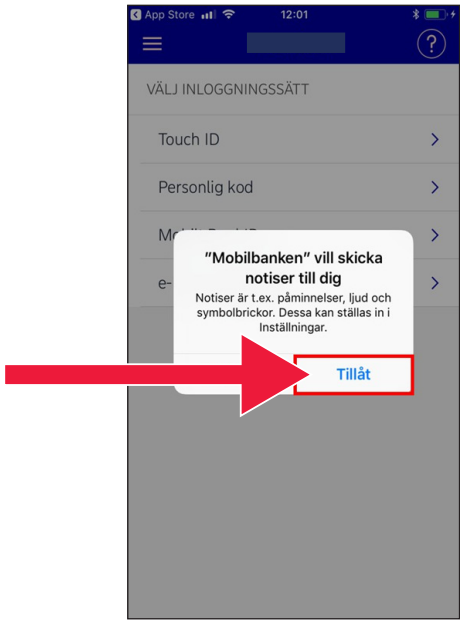 App Store 12:01
?
VÄLJ INLOGGNINGSSÄTT
Touch ID
Personlig kod
"Mobilbanken" vill skicka
notiser till dig
e-
Notiser är t.ex. påminnelser, ljud och
symbolbrickor. Dessa kan ställas in i
Inställningar.
Tillåt